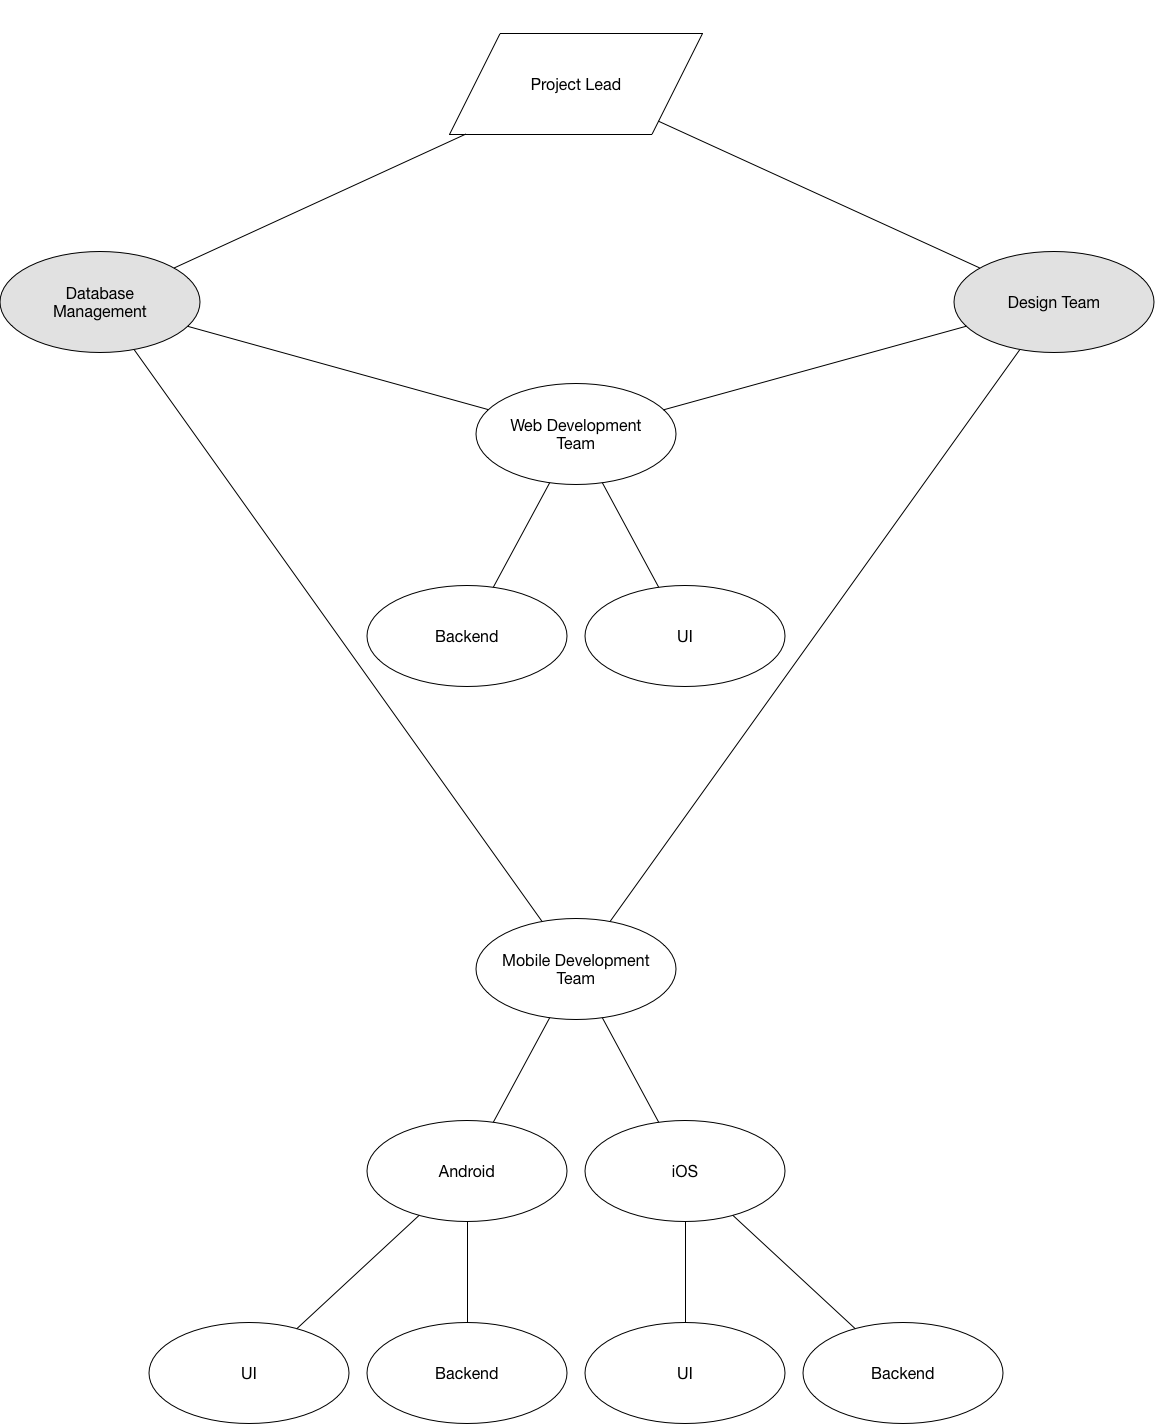 Project Lead
Database
Management
Design Team
Web Development
Team
Backend
UI
Mobile Development
Team
Android
iOS
UI
Backend
UI
Backend